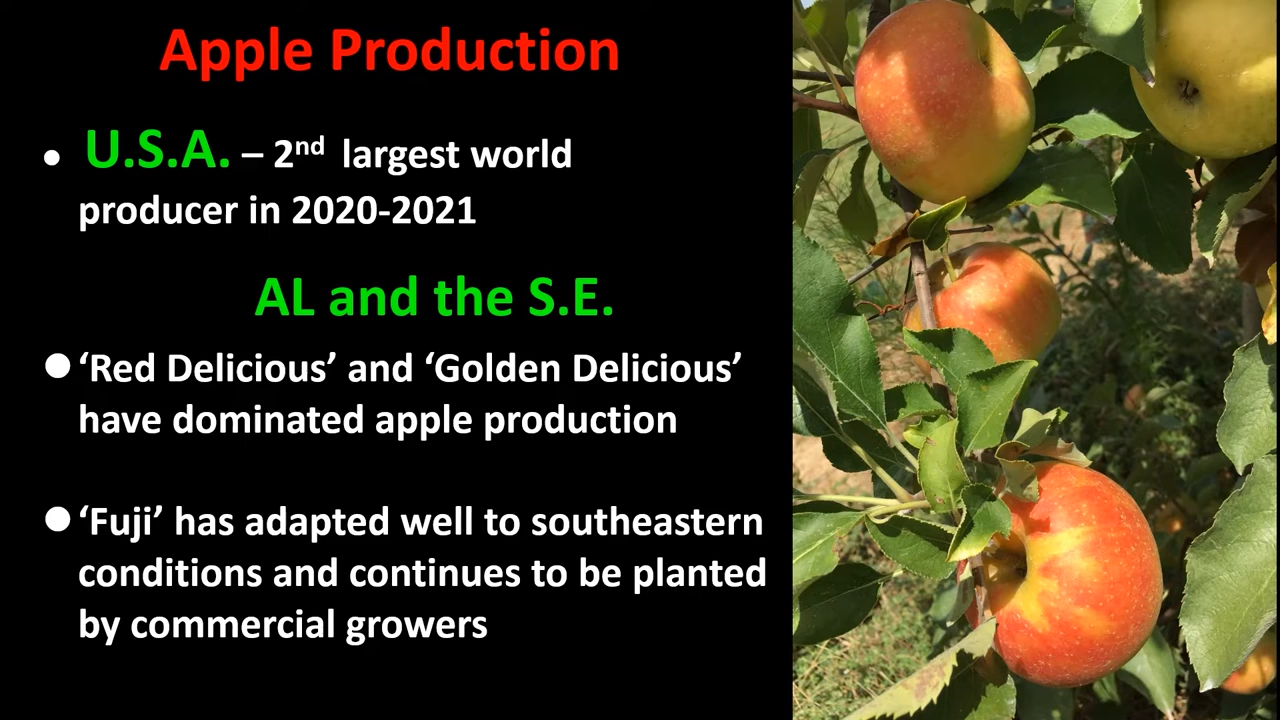 Apple Production
• U.S.A. – 2nd largest world
producer in 2020-2021
AL and the S.E.
● ‘Red Delicious’ and ‘Golden Delicious’
have dominated apple production
● ‘Fuji’ has adapted well to southeastern
conditions and continues to be planted
by commercial growers